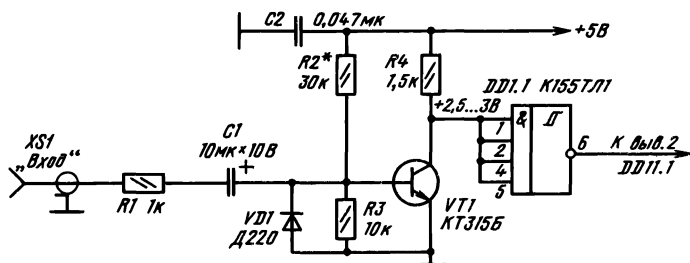 C2 0,047мк
+5В
R2*
30к
R4
1,5к
DD1.1 К155ТЛ1
+2,5...3В
XS1
„Вход“
C1
10мк×10В
+
&
1
2
4
5
6
К выв.2
DD11.1
R1 1к
VD1
Д220
R3
10к
VT1
КТ315Б